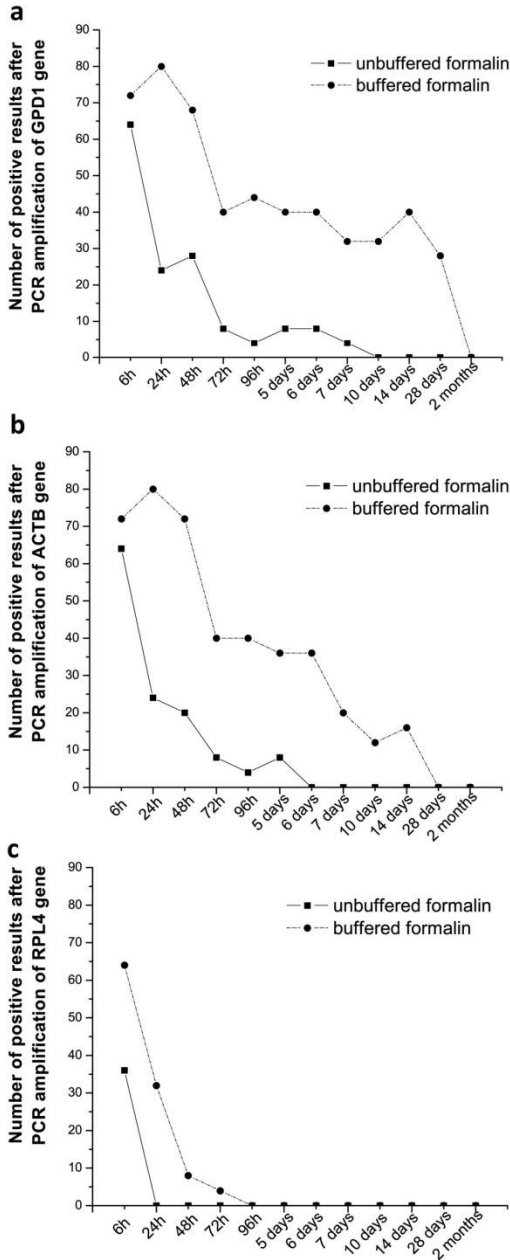 a
Number of positive results after
PCR amplification of GPD1 gene
90
80
70
60
50
40
30
20
10
0
unbuffered formalin
buffered formalin
6h
24h
48h
72h
96h
5 days
6 days
7 days
10 days
14 days
28 days
2 months
b
Number of positive results after
PCR amplification of ACTB gene
90
80
70
60
50
40
30
20
10
0
unbuffered formalin
buffered formalin
6h
24h
48h
72h
96h
5 days
6 days
7 days
10 days
14 days
28 days
2 months
c
Number of positive results after
PCR amplification of RPL4 gene
90
80
70
60
50
40
30
20
10
0
unbuffered formalin
buffered formalin
6h
24h
48h
72h
96h
5 days
6 days
7 days
10 days
14 days
28 days
2 months